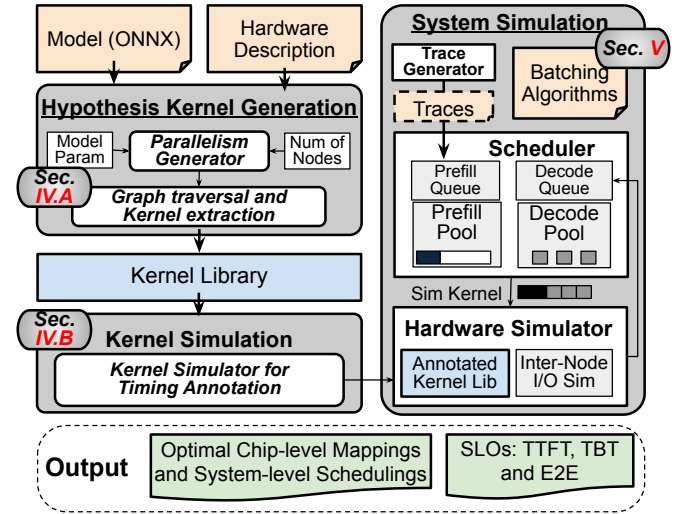 Model (ONNX)
Hardware
Description
Hypothesis Kernel Generation
Model
Param
Parallelism
Generator
Num of
Nodes
Sec.
IV.A
Graph traversal and
Kernel extraction
Kernel Library
Sec.
IV.B
Kernel Simulation
Kernel Simulator for
Timing Annotation
System Simulation
Sec. V
Trace
Generator
Traces
Batching
Algorithms
Scheduler
Prefill
Queue
Decode
Queue
Prefill
Pool
Decode
Pool
Sim Kernel
Hardware Simulator
Annotated
Kernel Lib
Inter-Node
I/O Sim
Output
Optimal Chip-level Mappings
and System-level Schedulings
SLOs: TTFT, TBT
and E2E